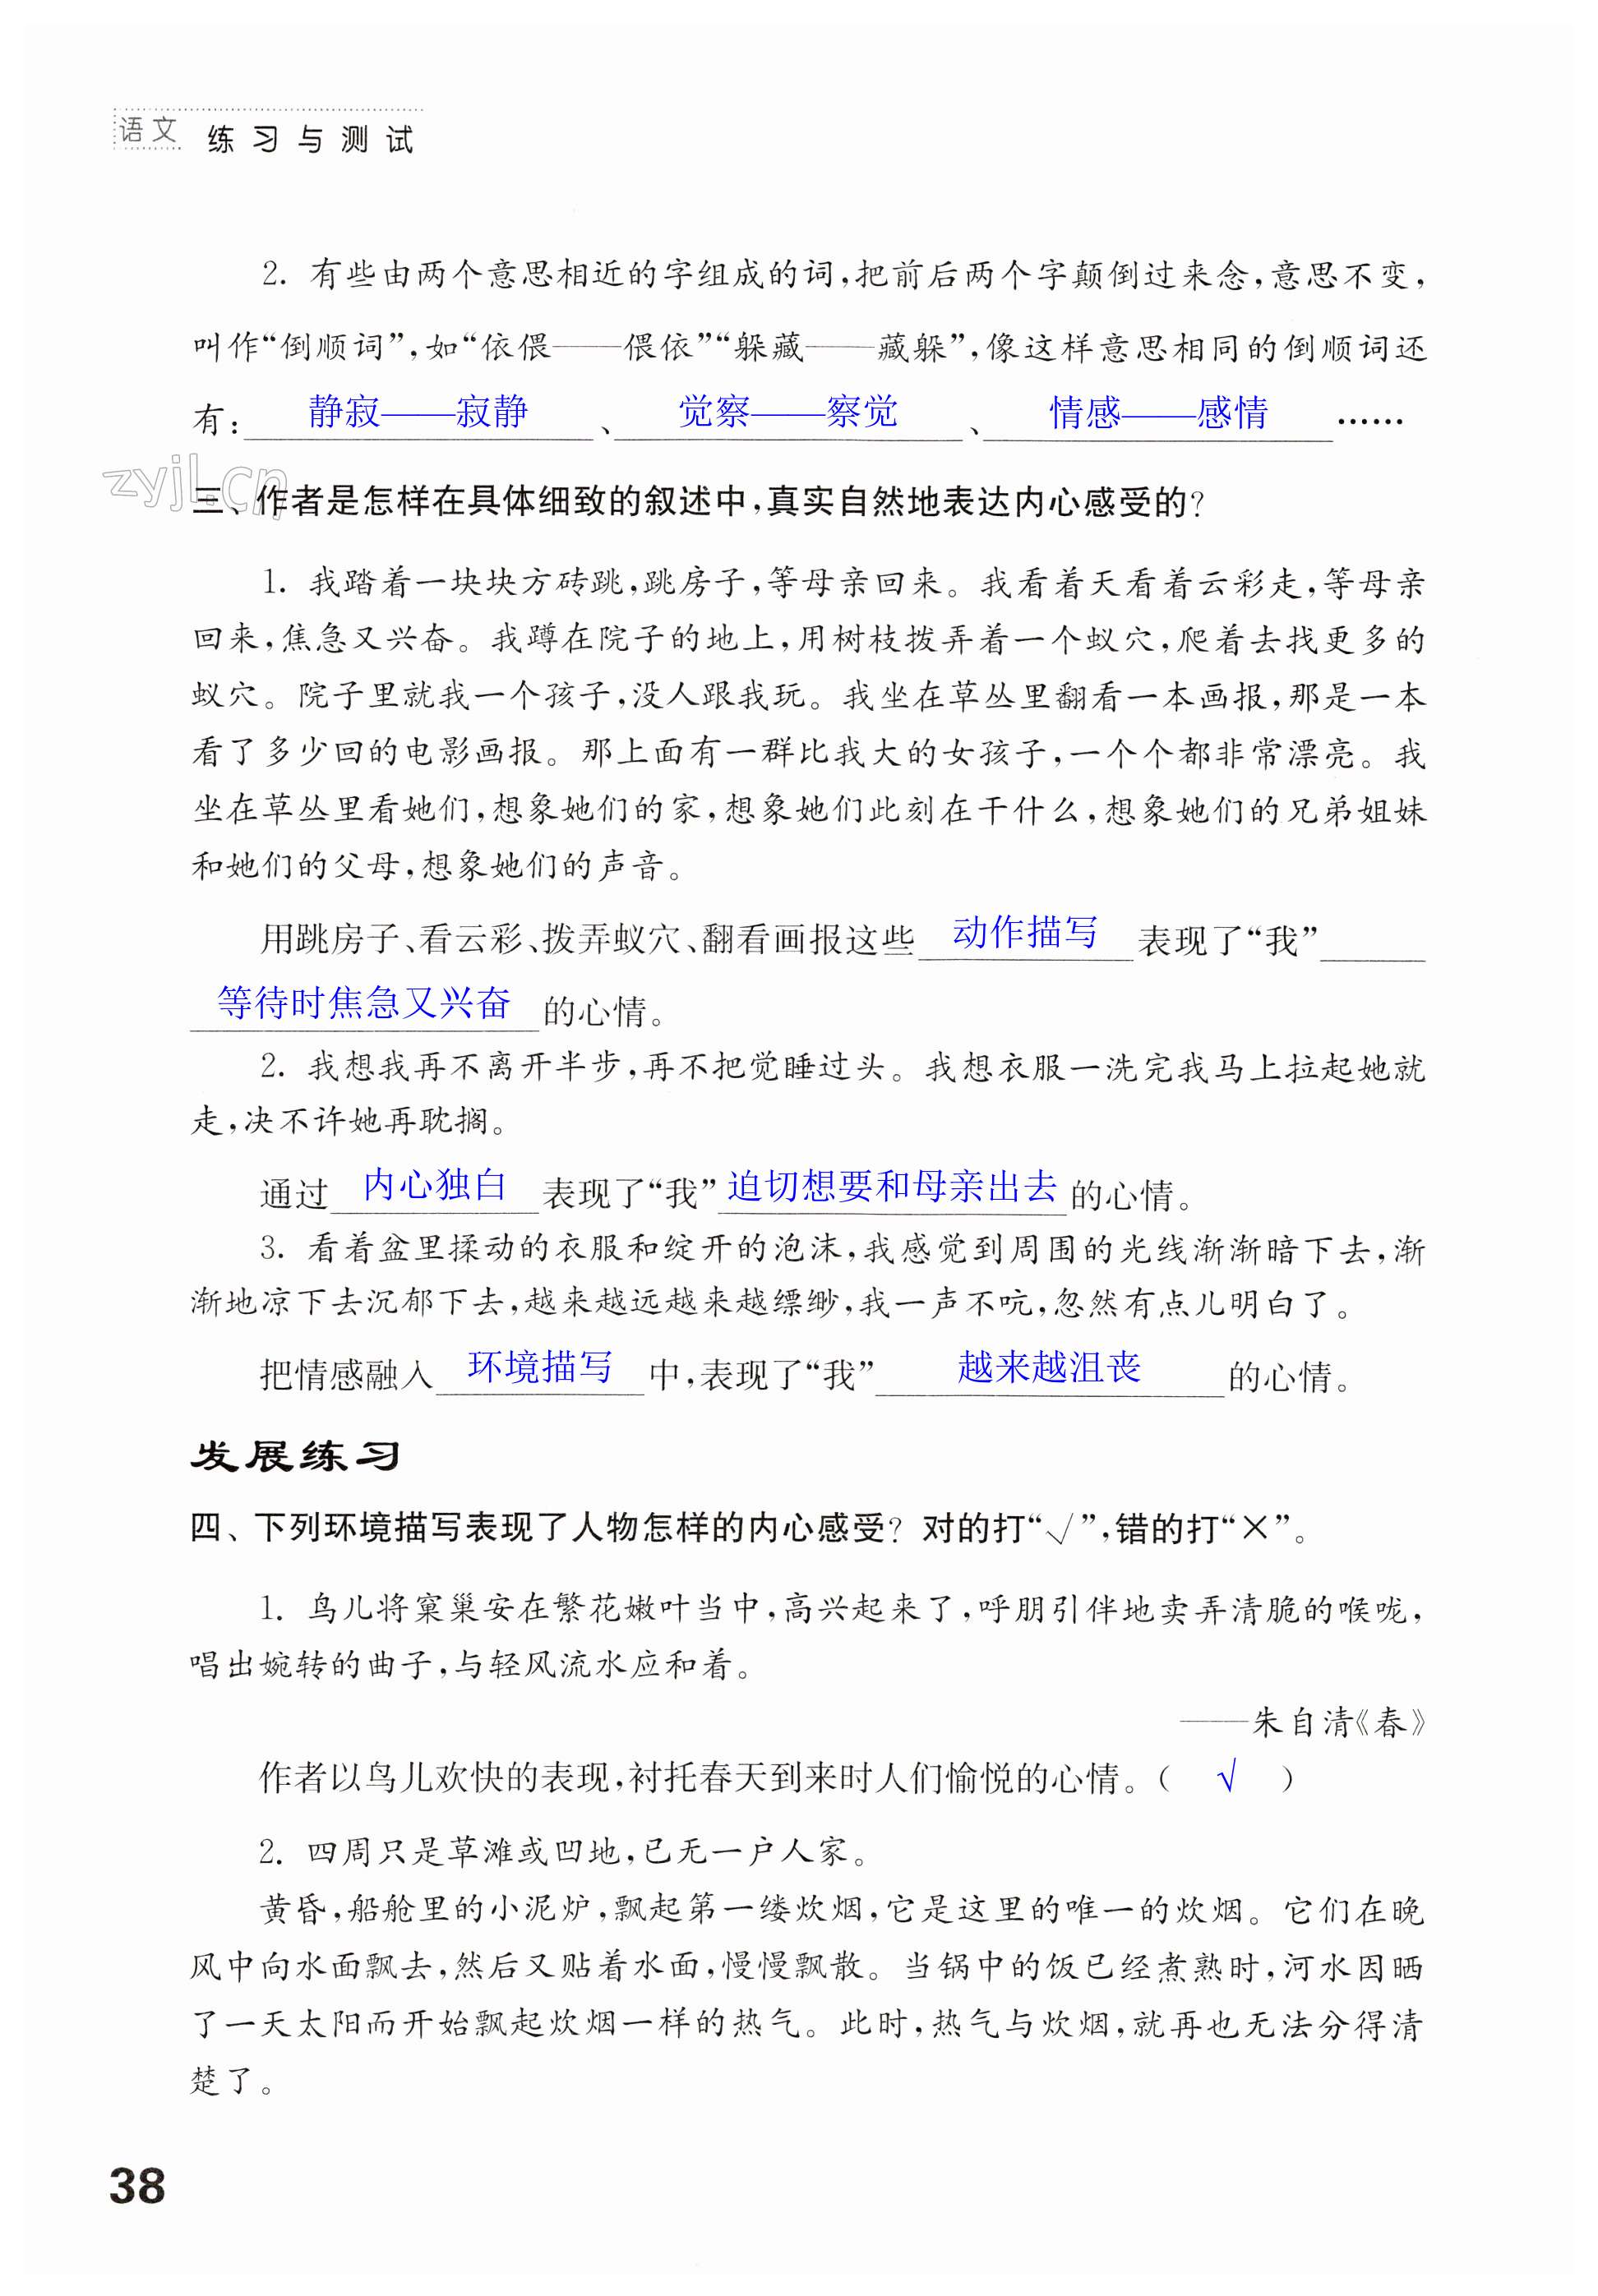 语文 练习与测试
2. 有些由两个意思相近的字组成的词,把前后两个字颠倒过来念,意思不变,
叫作“倒顺词”,如“依偎——偎依”“躲藏——藏躲”,像这样意思相同的倒顺词还
有: 静寂——寂静 、 觉察——察觉 、 情感——感情 ……
zyjl.cn
三、作者是怎样在具体细致的叙述中,真实自然地表达内心感受的?
1. 我踏着一块块方砖跳,跳房子,等母亲回来。我看着天看着云彩走,等母亲
回来,焦急又兴奋。我蹲在院子的地上,用树枝拨弄着一个蚁穴,爬着去找更多的
蚁穴。院子里就我一个孩子,没人跟我玩。我坐在草丛里翻看一本画报,那是一本
看了多少回的电影画报。那上面有一群比我大的女孩子,一个个都非常漂亮。我
坐在草丛里看她们,想象她们的家,想象她们此刻在干什么,想象她们的兄弟姐妹
和她们的父母,想象她们的声音。
用跳房子、看云彩、拨弄蚁穴、翻看画报这些 动作描写 表现了“我”
等待时焦急又兴奋 的心情。
2. 我想我再不离开半步,再不把觉睡过头。我想衣服一洗完我马上拉起她就
走,决不许她再耽搁。
通过 内心独白 表现了“我” 迫切想要和母亲出去 的心情。
3. 看着盆里揉动的衣服和绽开的泡沫,我感觉到周围的光线渐渐暗下去,渐
渐地凉下去沉郁下去,越来越远越来越缥缈,我一声不吭,忽然有点儿明白了。
把情感融入 环境描写 中,表现了“我” 越来越沮丧 的心情。
发展练习
四、下列环境描写表现了人物怎样的内心感受? 对的打“√”,错的打“×”。
1. 鸟儿将窠巢安在繁花嫩叶当中,高兴起来了,呼朋引伴地卖弄清脆的喉咙,
唱出婉转的曲子,与轻风流水应和着。
——朱自清《春》
作者以鸟儿欢快的表现,衬托春天到来时人们愉悦的心情。( √ )
2. 四周只是草滩或凹地,已无一户人家。
黄昏,船舱里的小泥炉,飘起第一缕炊烟,它是这里的唯一的炊烟。它们在晚
风中向水面飘去,然后又贴着水面,慢慢飘散。当锅中的饭已经煮熟时,河水因晒
了一天太阳而开始飘起炊烟一样的热气。此时,热气与炊烟,就再也无法分得清
楚了。
38